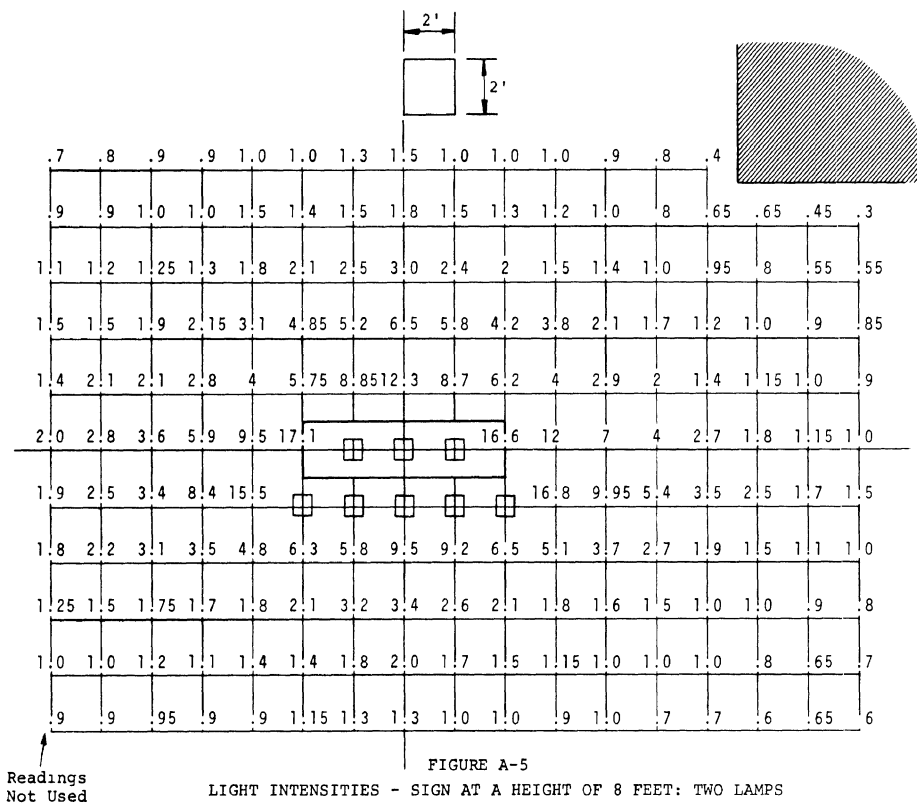 2'
2'
.7 .8 .9 .9 1.0 1.0 1.3 1.5 1.0 1.0 1.0 .9 .8 .4
.9 .9 1.0 1.0 1.5 1.4 1.5 1.8 1.5 1.3 1.2 1.0 .8 .65 .65 .45 .3
1.1 1.2 1.25 1.3 1.8 2.1 2.5 3.0 2.4 2 1.5 1.4 1.0 .95 .8 .55 .55
1.5 1.5 1.9 2.15 3.1 4.85 5.2 6.5 5.8 4.2 3.8 2.1 1.7 1.2 1.0 .9 .85
1.4 2.1 2.1 2.8 4 5.75 8.85 12.3 8.7 6.2 4 2.9 2 1.4 1.15 1.0 .9
2.0 2.8 3.6 5.9 9.5 17.1 16.6 12 7 4 2.7 1.8 1.15 1.0
1.9 2.5 3.4 8.4 15.5 16.8 9.95 5.4 3.5 2.5 1.7 1.5
1.8 2.2 3.1 3.5 4.8 6.3 5.8 9.5 9.2 6.5 5.1 3.7 2.7 1.9 1.5 1.1 1.0
1.25 1.5 1.75 1.7 1.8 2.1 3.2 3.4 2.6 2.1 1.8 1.6 1.5 1.0 1.0 .9 .8
1.0 1.0 1.2 1.1 1.4 1.4 1.8 2.0 1.7 1.5 1.15 1.0 1.0 1.0 .8 .65 .7
.9 .9 .95 .9 .9 1.15 1.3 1.3 1.0 1.0 .9 1.0 .7 .7 .6 .65 .6
Readings
Not Used
FIGURE A-5
LIGHT INTENSITIES - SIGN AT A HEIGHT OF 8 FEET: TWO LAMPS